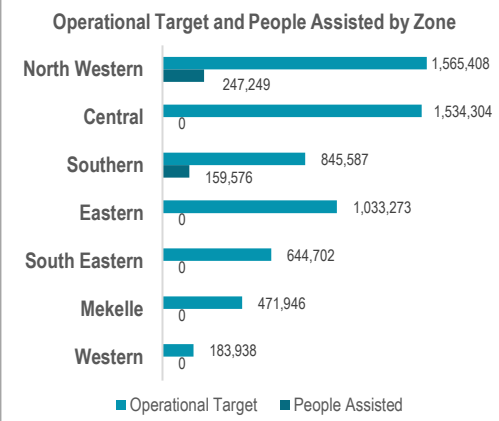 Operational Target and People Assisted by Zone
North Western 1,565,408
247,249
Central 1,534,304
0
Southern 845,587
159,576
Eastern 1,033,273
0
South Eastern 644,702
0
Mekelle 471,946
0
Western 183,938
0
Operational Target People Assisted